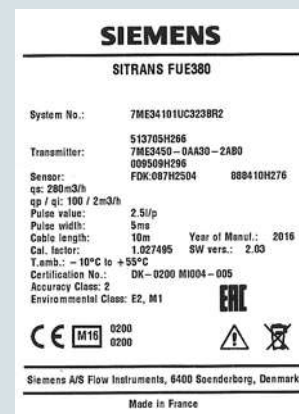 SIEMENS
SITRANS FUE380
System No.: 7ME34101UC323BR2
513705H266
Transmitter: 7ME3450-0AA30-2AB0
009509H296
Sensor: FDK:087H2504 888410H276
qs: 280m3/h
qp / qi: 100 / 2m3/h
Pulse value: 2.5l/p
Pulse width: 5ms
Cable length: 10m Year of Manuf.: 2016
Cal. factor: 1.027495 SW vers.: 2.03
T.amb.: -10°C to +55°C
Certification No.: DK-0200 MI004-005
Accuracy Class: 2
Environmental Class: E2, M1
EAC
CE M16 0200
0200
Siemens A/S Flow Instruments, 6400 Soenderborg, Denmark
Made in France